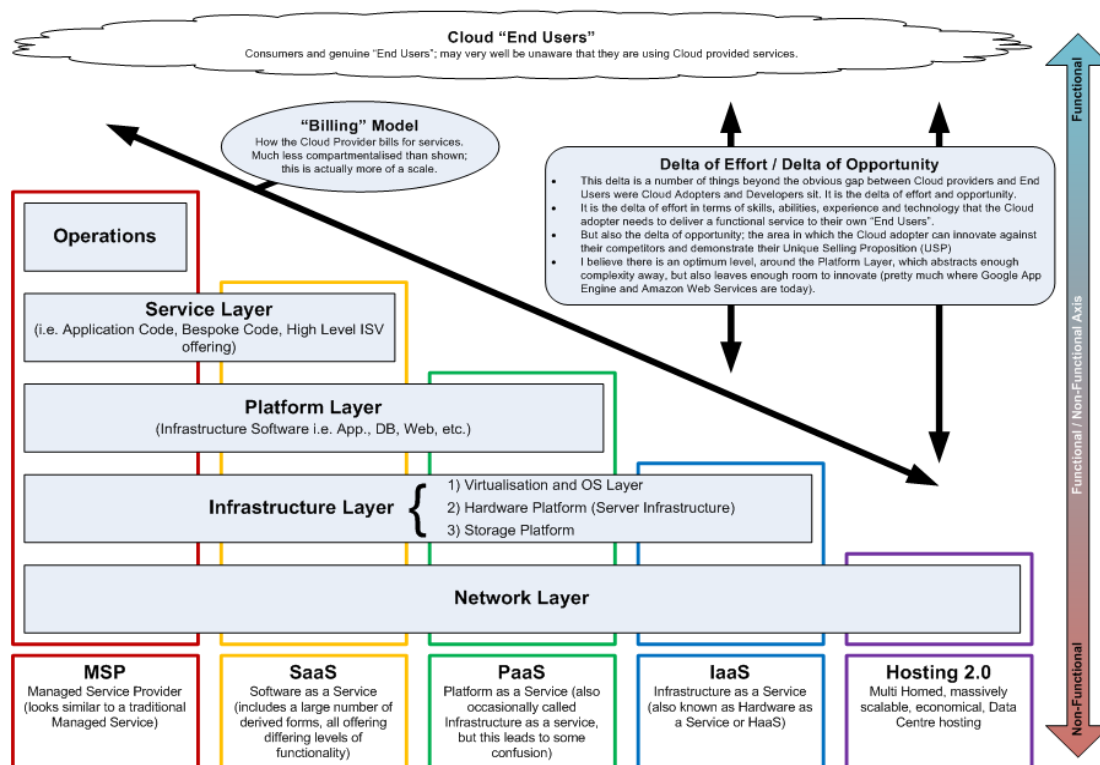 Cloud “End Users”
Consumers and genuine “End Users”; may very well be unaware that they are using Cloud provided services.
Functional
“Billing” Model
How the Cloud Provider bills for services.
Much less compartmentalised than shown;
this is actually more of a scale.
Delta of Effort / Delta of Opportunity
• This delta is a number of things beyond the obvious gap between Cloud providers and End
Users were Cloud Adopters and Developers sit. It is the delta of effort and opportunity.
• It is the delta of effort in terms of skills, abilities, experience and technology that the Cloud
adopter needs to deliver a functional service to their own “End Users”.
• But also the delta of opportunity; the area in which the Cloud adopter can innovate against
their competitors and demonstrate their Unique Selling Proposition (USP)
• I believe there is an optimum level, around the Platform Layer, which abstracts enough
complexity away, but also leaves enough room to innovate (pretty much where Google App
Engine and Amazon Web Services are today).
Operations
Service Layer
(i.e. Application Code, Bespoke Code, High Level ISV
offering)
Platform Layer
(Infrastructure Software i.e. App., DB, Web, etc.)
Functional / Non-Functional Axis
Infrastructure Layer
1) Virtualisation and OS Layer
2) Hardware Platform (Server Infrastructure)
3) Storage Platform
Network Layer
MSP
Managed Service Provider
(looks similar to a traditional
Managed Service)
SaaS
Software as a Service
(includes a large number of
derived forms, all offering
differing levels of
functionality)
PaaS
Platform as a Service (also
occasionally called
Infrastructure as a service,
but this leads to some
confusion)
IaaS
Infrastructure as a Service
(also known as Hardware as
a Service or HaaS)
Hosting 2.0
Multi Homed, massively
scalable, economical, Data
Centre hosting
Non-Functional